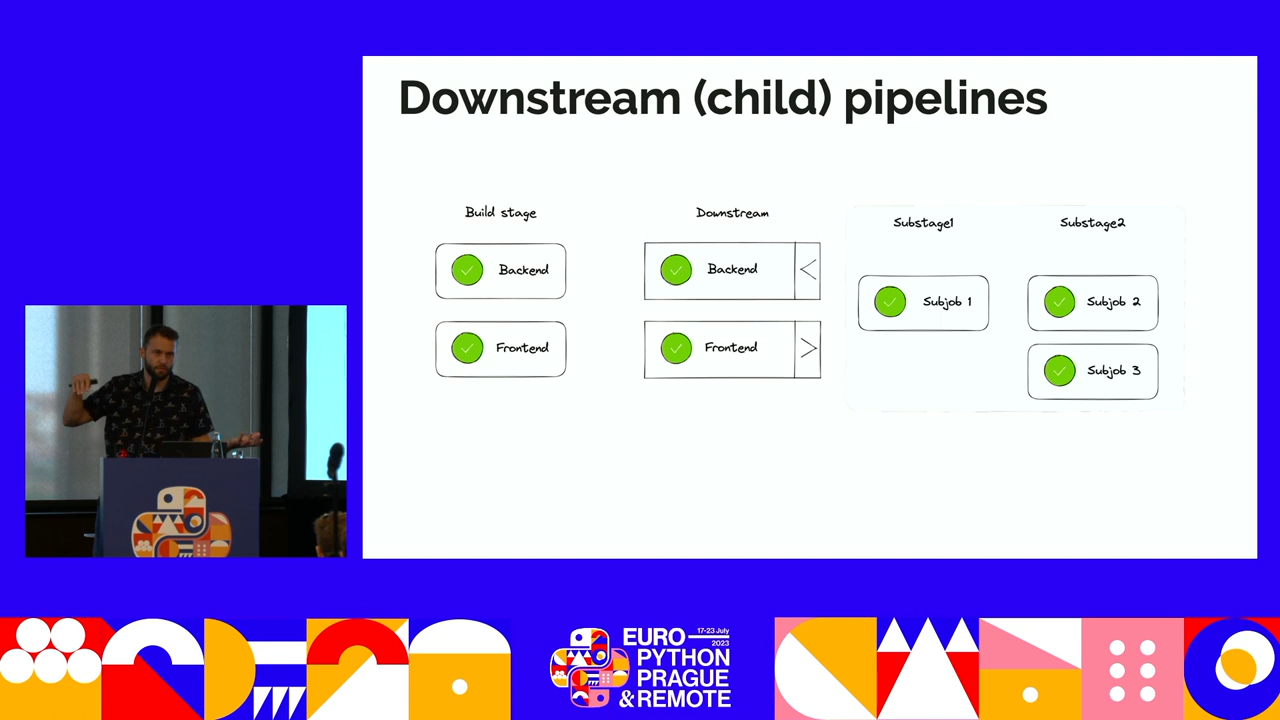 Downstream (child) pipelines
Build stage
Downstream
Substage1
Substage2
Backend
Backend
<
Subjob 1
Subjob 2
Frontend
Frontend
>
Subjob 3
EURO
17-23 July
2023
PYTHON
PRAGUE
& REMOTE